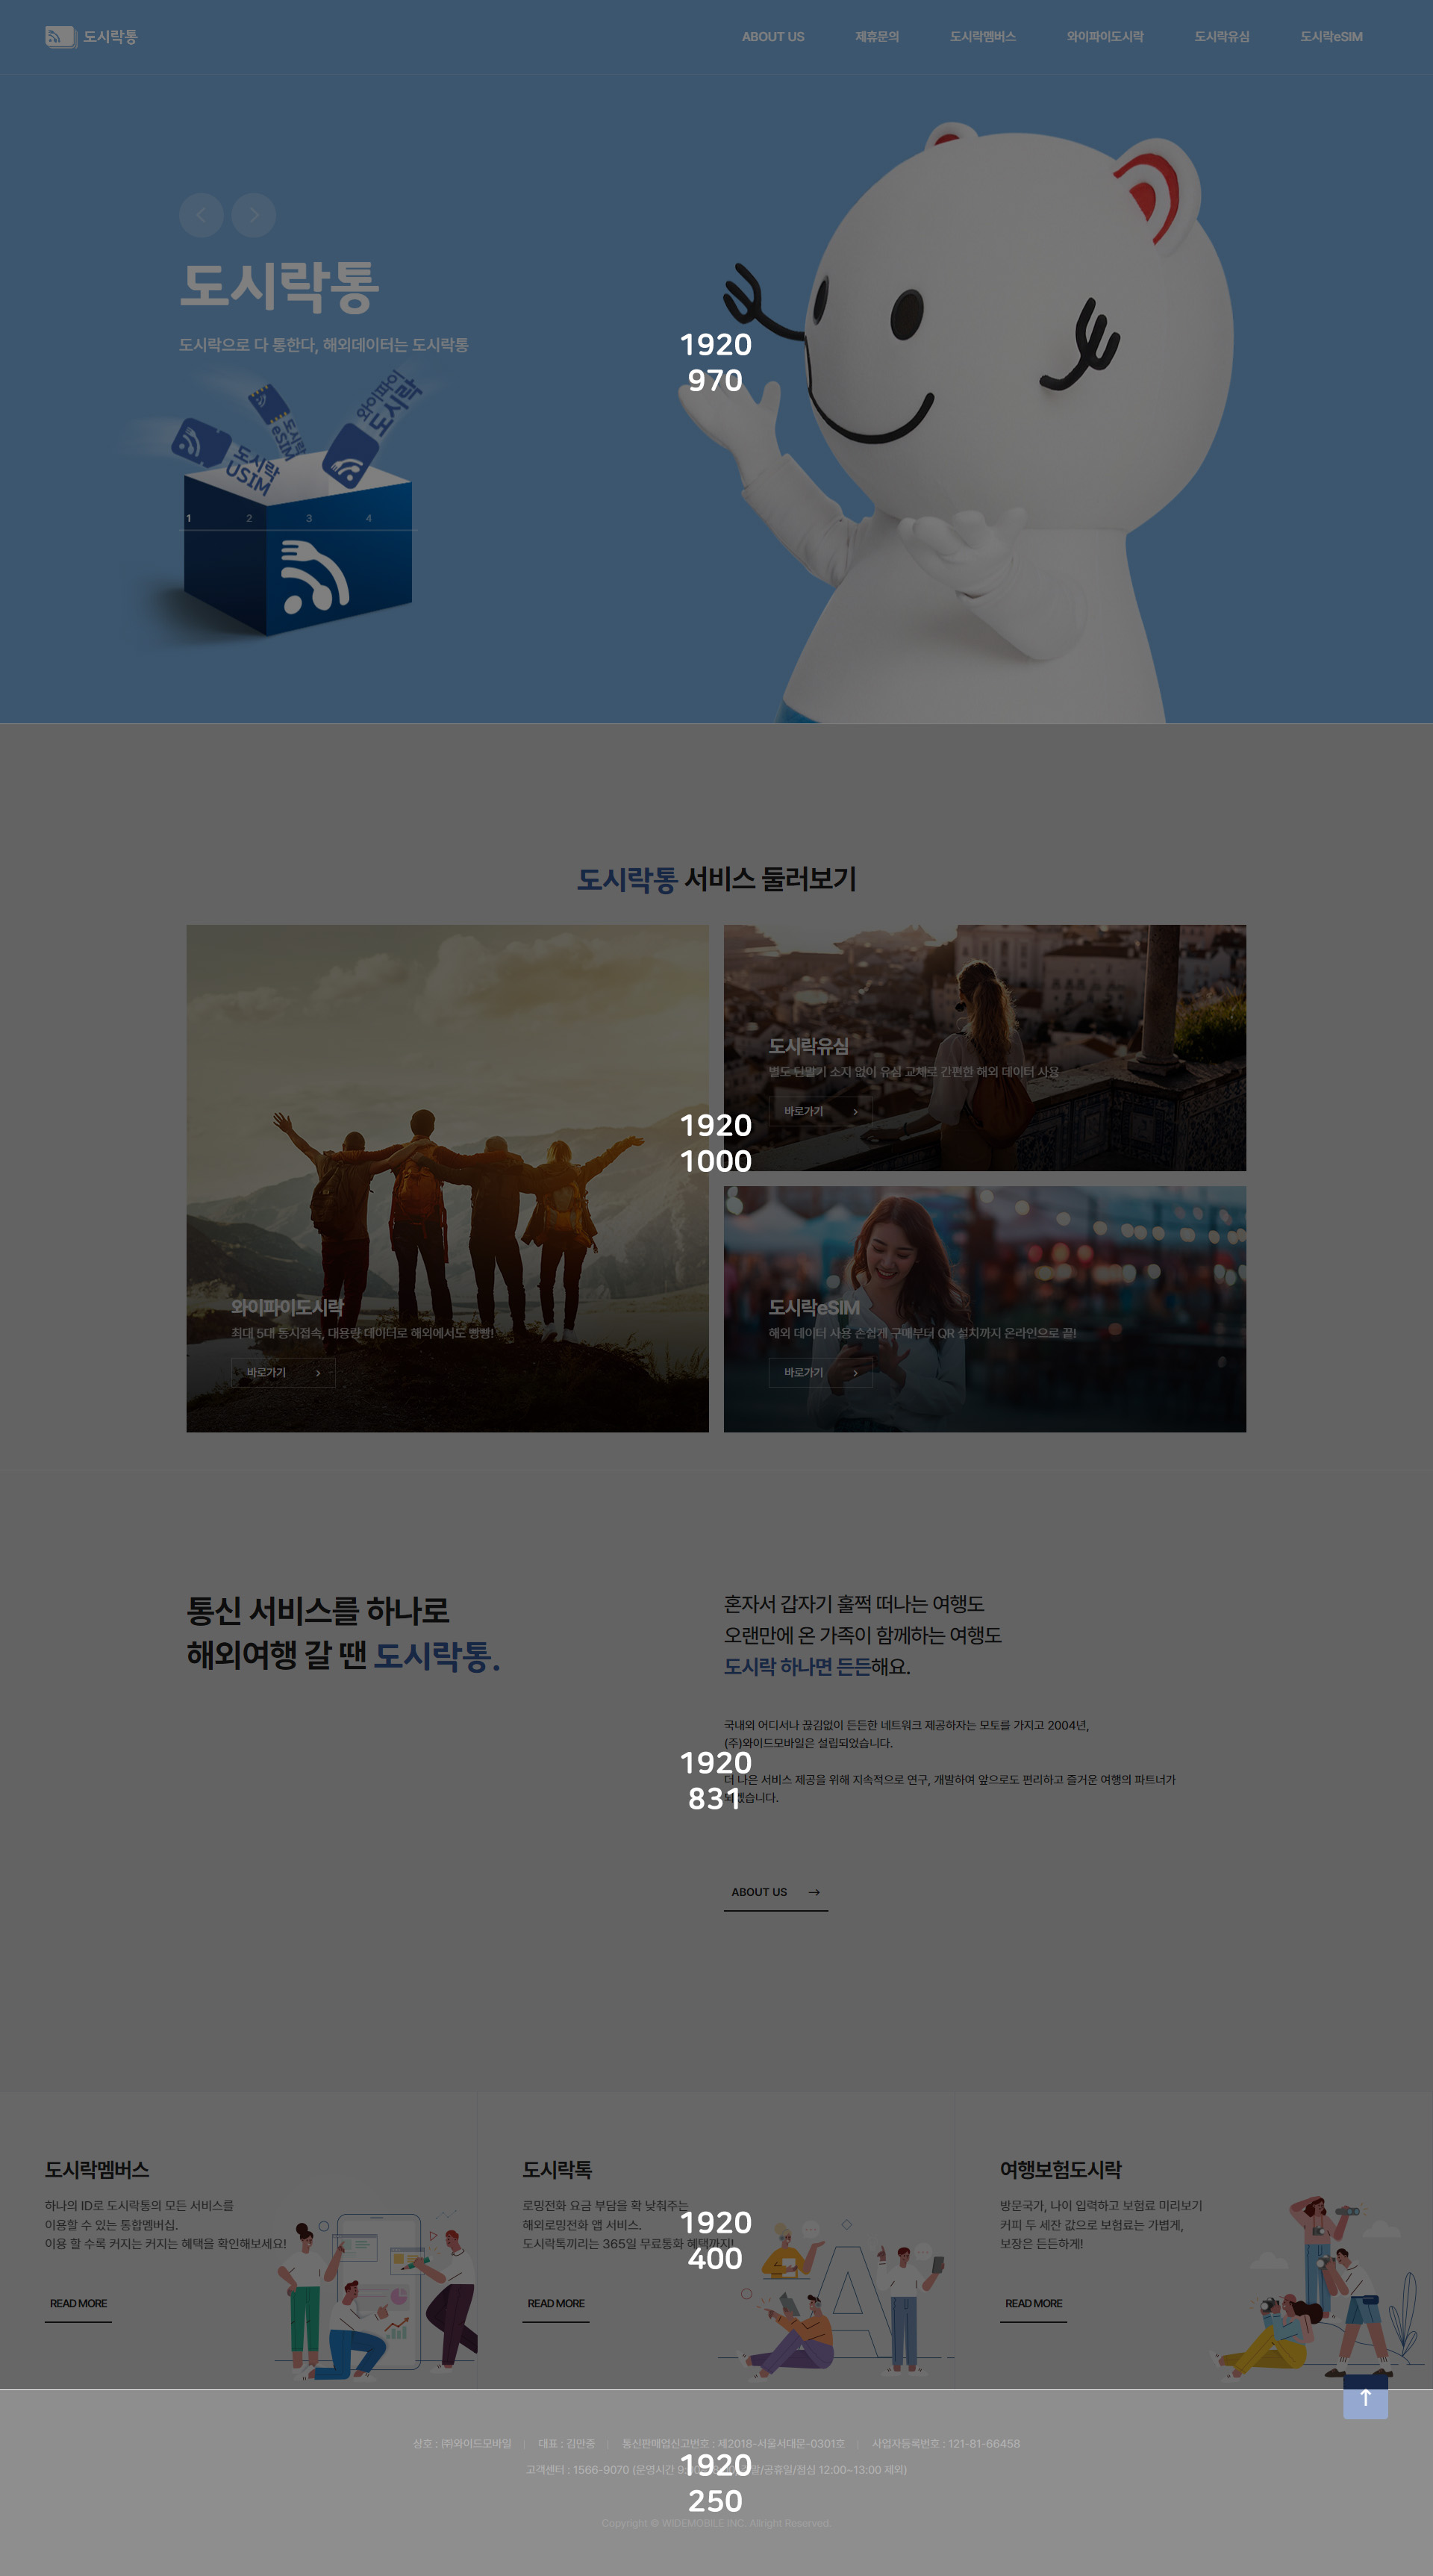 도시락통
ABOUT US 제휴문의 도시락멤버스 와이파이도시락 도시락유심 도시락eSIM
도시락통
도시락으로 다 통한다, 해외데이터는 도시락통
1920
970
와이파이
도시락
도시락
eSIM
도시락
USIM
1 2 3 4
도시락통 서비스 둘러보기
도시락유심
별도 단말기 소지 없이 유심 교체로 간편한 해외 데이터 사용
바로가기
1920
1000
와이파이도시락
최대 5대 동시접속, 대용량 데이터로 해외에서도 빵빵!
바로가기
도시락eSIM
해외 데이터 사용 손쉽게 구매부터 QR 설치까지 온라인으로 끝!
바로가기
통신 서비스를 하나로
해외여행 갈 땐 도시락통.
혼자서 갑자기 훌쩍 떠나는 여행도
오랜만에 온 가족이 함께하는 여행도
도시락 하나면 든든해요.
국내외 어디서나 끊김없이 든든한 네트워크 제공하자는 모토를 가지고 2004년,
(주)와이드모바일은 설립되었습니다.
더 나은 서비스 제공을 위해 지속적으로 연구, 개발하여 앞으로도 편리하고 즐거운 여행의 파트너가
되겠습니다.
1920
831
ABOUT US
도시락멤버스
하나의 ID로 도시락통의 모든 서비스를
이용할 수 있는 통합멤버십.
이용 할 수록 커지는 커지는 혜택을 확인해보세요!
READ MORE
도시락톡
로밍전화 요금 부담을 확 낮춰주는
해외로밍전화 앱 서비스.
도시락톡끼리는 365일 무료통화 혜택까지!
READ MORE
1920
400
여행보험도시락
방문국가, 나이 입력하고 보험료 미리보기
커피 두 세잔 값으로 보험료는 가볍게,
보장은 든든하게!
READ MORE
상호 : ㈜와이드모바일 | 대표 : 김만중 | 통신판매업신고번호 : 제2018-서울서대문-0301호 | 사업자등록번호 : 121-81-66458
고객센터 : 1566-9070 (운영시간 /공휴일/점심 12:00~13:00 제외)
1920
250
Copyright © WIDEMOBILE INC. Allright Reserved.